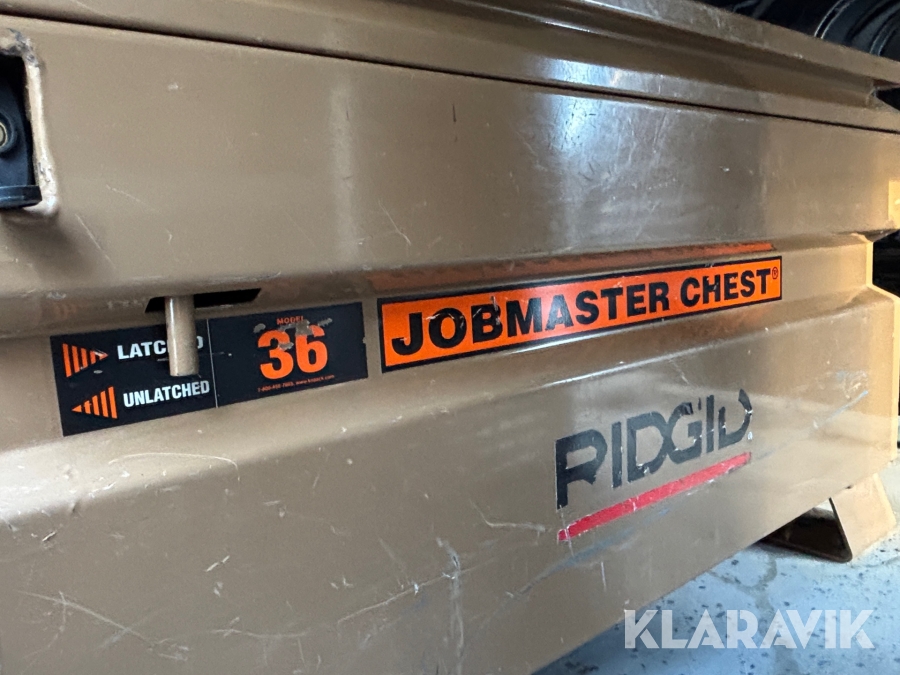 LATCHED
UNLATCHED
MODEL
36
JOBMASTER CHEST®
RIDGID
KLARAVIK